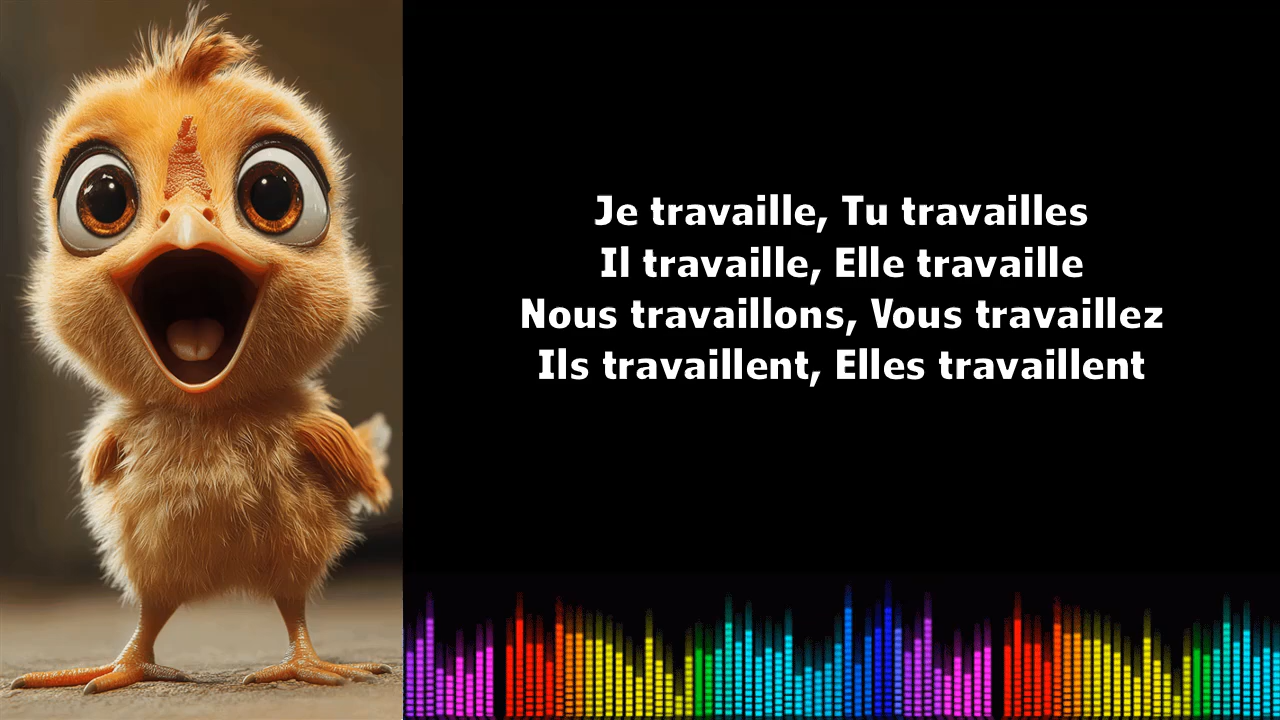 Je travaille, Tu travailles
Il travaille, Elle travaille
Nous travaillons, Vous travaillez
Ils travaillent, Elles travaillent